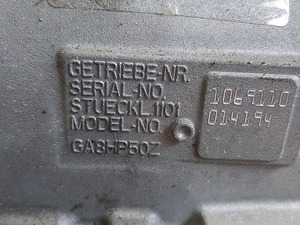 GETRIEBE-NR.
SERIAL-NO.
STUECKL.1101
MODEL-NO.
GA8HP50Z
1069110
014194